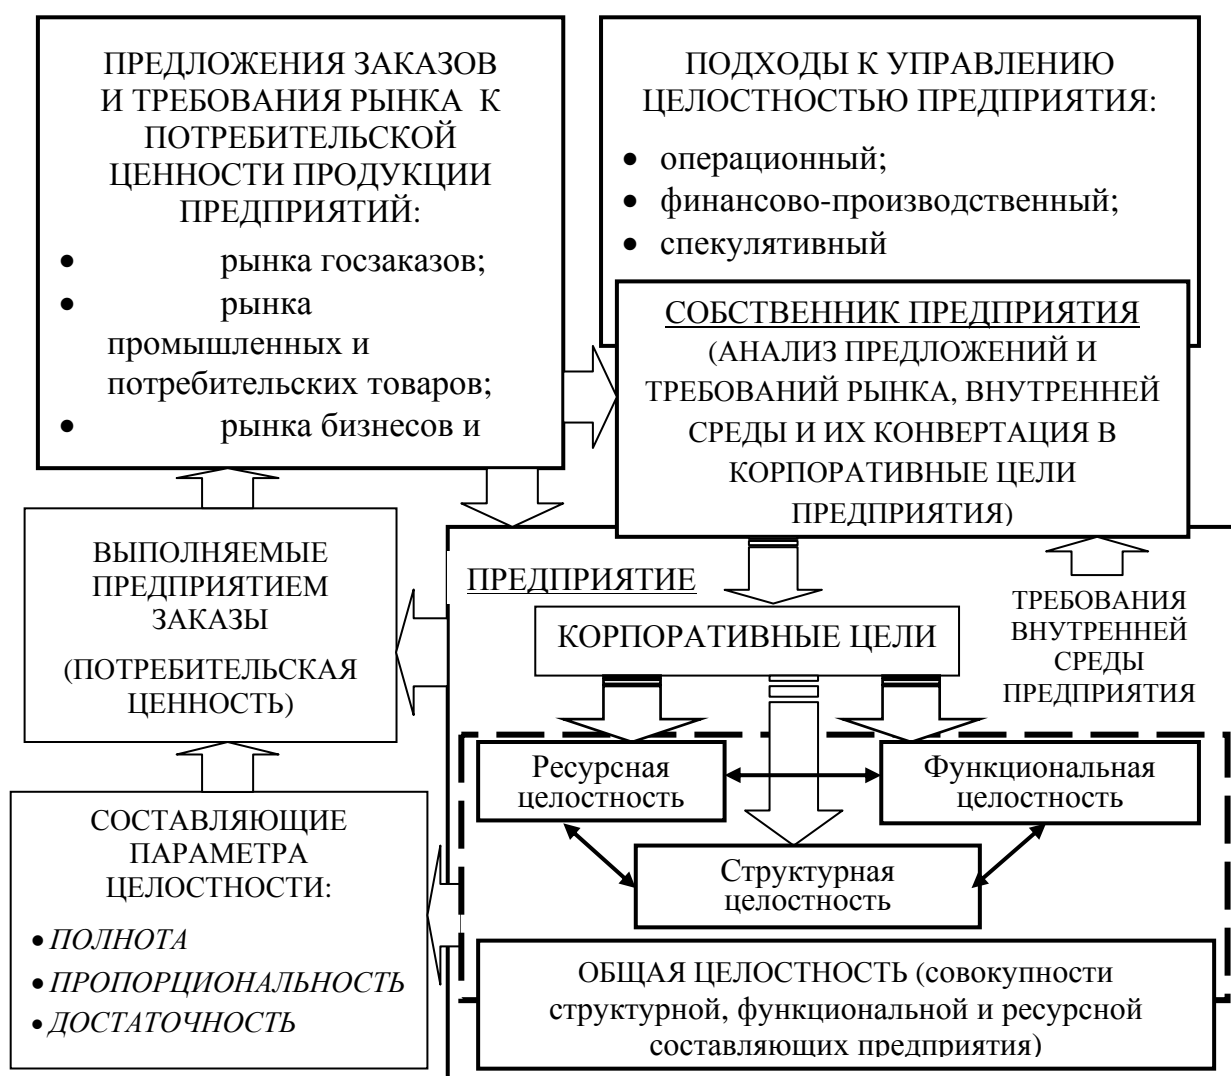 ПРЕДЛОЖЕНИЯ ЗАКАЗОВ
И ТРЕБОВАНИЯ РЫНКА К
ПОТРЕБИТЕЛЬСКОЙ
ЦЕННОСТИ ПРОДУКЦИИ
ПРЕДПРИЯТИЙ:
• рынка госзаказов;
• рынка
промышленных и
потребительских товаров;
• рынка бизнесов и
ПОДХОДЫ К УПРАВЛЕНИЮ
ЦЕЛОСТНОСТЬЮ ПРЕДПРИЯТИЯ:
• операционный;
• финансово-производственный;
• спекулятивный
СОБСТВЕННИК ПРЕДПРИЯТИЯ
(АНАЛИЗ ПРЕДЛОЖЕНИЙ И
ТРЕБОВАНИЙ РЫНКА, ВНУТРЕННЕЙ
СРЕДЫ И ИХ КОНВЕРТАЦИЯ В
КОРПОРАТИВНЫЕ ЦЕЛИ
ПРЕДПРИЯТИЯ)
ВЫПОЛНЯЕМЫЕ
ПРЕДПРИЯТИЕМ
ЗАКАЗЫ
(ПОТРЕБИТЕЛЬСКАЯ
ЦЕННОСТЬ)
ПРЕДПРИЯТИЕ
КОРПОРАТИВНЫЕ ЦЕЛИ
ТРЕБОВАНИЯ
ВНУТРЕННЕЙ
СРЕДЫ
ПРЕДПРИЯТИЯ
Ресурсная
целостность
Функциональная
целостность
Структурная
целостность
СОСТАВЛЯЮЩИЕ
ПАРАМЕТРА
ЦЕЛОСТНОСТИ:
• ПОЛНОТА
• ПРОПОРЦИОНАЛЬНОСТЬ
• ДОСТАТОЧНОСТЬ
ОБЩАЯ ЦЕЛОСТНОСТЬ (совокупности
структурной, функциональной и ресурсной
составляющих предприятия)